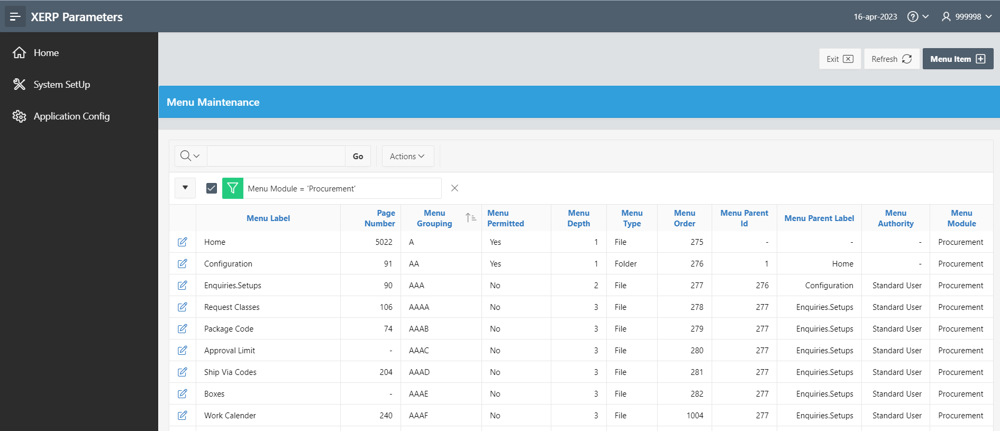 XERP Parameters
16-apr-2023
999998
Home
System SetUp
Application Config
Exit
Refresh
Menu Item
Menu Maintenance
Go
Actions
Menu Module = 'Procurement'
Menu Label Page Number Menu Grouping Menu Permitted Menu Depth Menu Type Menu Order Menu Parent Id Menu Parent Label Menu Authority Menu Module
Home 5022 A Yes 1 File 275 - - - Procurement
Configuration 91 AA Yes 1 Folder 276 1 Home - Procurement
Enquiries.Setups 90 AAA No 2 File 277 276 Configuration Standard User Procurement
Request Classes 106 AAAA No 3 File 278 277 Enquiries.Setups Standard User Procurement
Package Code 74 AAAB No 3 File 279 277 Enquiries.Setups Standard User Procurement
Approval Limit - AAAC No 3 File 280 277 Enquiries.Setups Standard User Procurement
Ship Via Codes 204 AAAD No 3 File 281 277 Enquiries.Setups Standard User Procurement
Boxes - AAAE No 3 File 282 277 Enquiries.Setups Standard User Procurement
Work Calender 240 AAAF No 3 File 1004 277 Enquiries.Setups Standard User Procurement